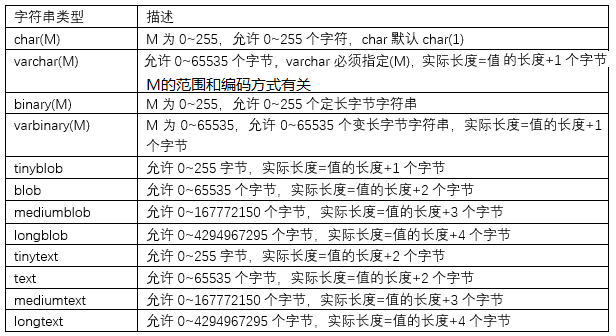 字符串类型 描述
char(M) M 为 0~255，允许 0~255 个字符，char 默认 char(1)
varchar(M) 允许 0~65535 个字节，varchar 必须指定(M)，实际长度=值 的长度+1 个字节
M的范围和编码方式有关
binary(M) M 为 0~255，允许 0~255 个定长字节字符串
varbinary(M) M 为 0~65535，允许 0~65535 个变长字节字符串，实际长度=值的长度+1
个字节
tinyblob 允许 0~255 字节，实际长度=值的长度+1 个字节
blob 允许 0~65535 个字节，实际长度=值的长度+2 个字节
mediumblob 允许 0~167772150 个字节，实际长度=值的长度+3 个字节
longblob 允许 0~4294967295 个字节，实际长度=值的长度+4 个字节
tinytext 允许 0~255 字节，实际长度=值的长度+2 个字节
text 允许 0~65535 个字节，实际长度=值的长度+2 个字节
mediumtext 允许 0~167772150 个字节，实际长度=值的长度+3 个字节
longtext 允许 0~4294967295 个字节，实际长度=值的长度+4 个字节